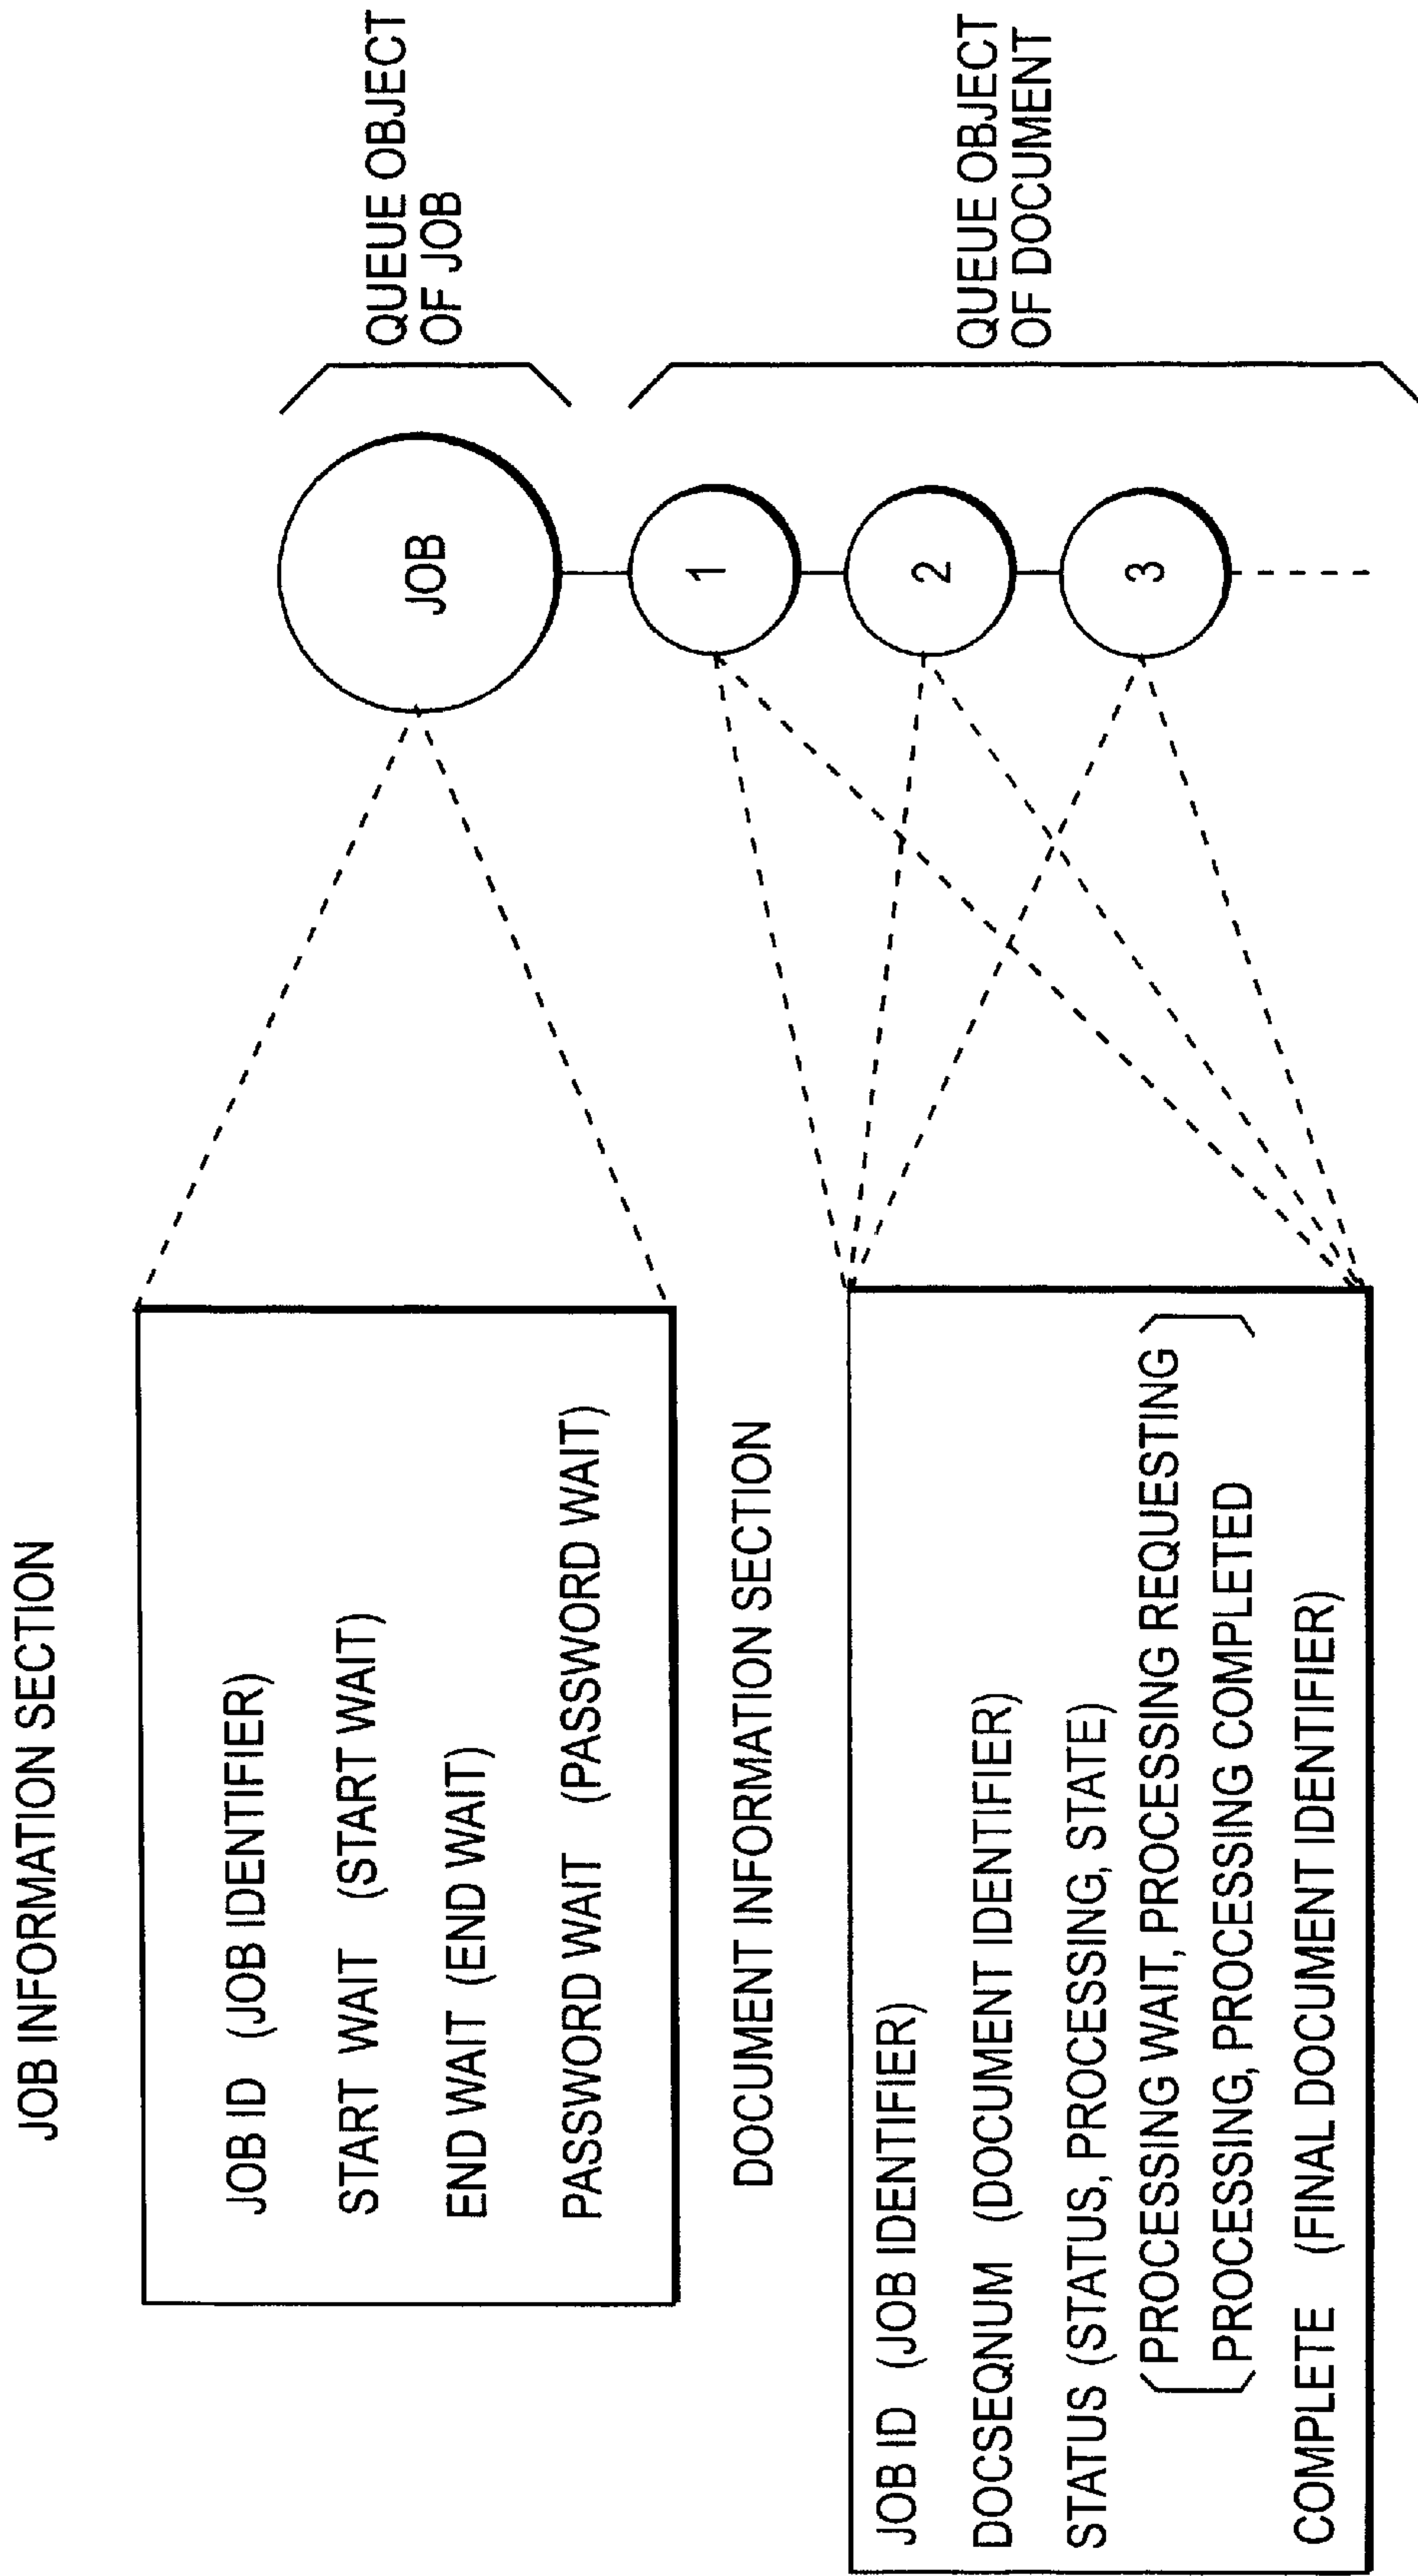 JOB INFORMATION SECTION
JOB ID (JOB IDENTIFIER)
START WAIT (START WAIT)
END WAIT (END WAIT)
PASSWORD WAIT (PASSWORD WAIT)
JOB
QUEUE OBJECT
OF JOB
DOCUMENT INFORMATION SECTION
JOB ID (JOB IDENTIFIER)
DOCSEQNUM (DOCUMENT IDENTIFIER)
STATUS (STATUS, PROCESSING, STATE)
(PROCESSING WAIT, PROCESSING REQUESTING
PROCESSING, PROCESSING COMPLETED)
COMPLETE (FINAL DOCUMENT IDENTIFIER)
1
2
3
QUEUE OBJECT
OF DOCUMENT